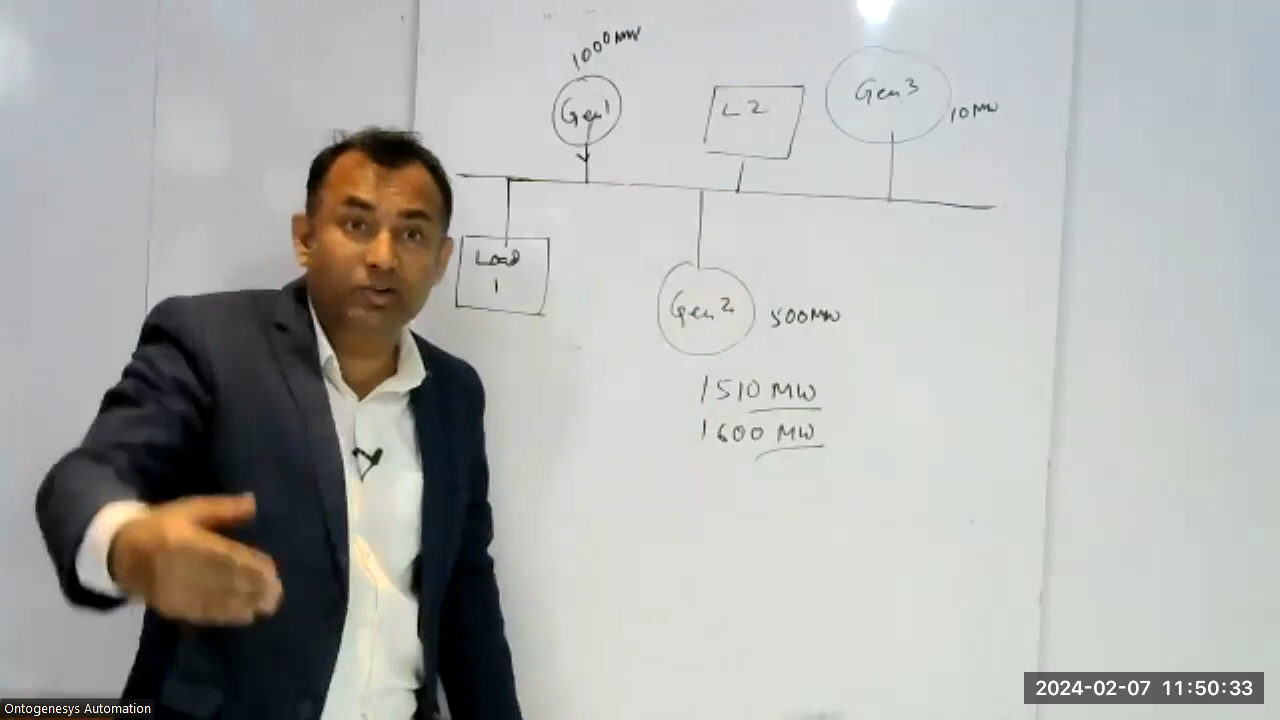 1000MW
Gen1
L2
Gen3
10MW
Load
1
Gen2
500MW
1510 MW
1600 MW
2024-02-07 11:50:33
Ontogenesys Automation